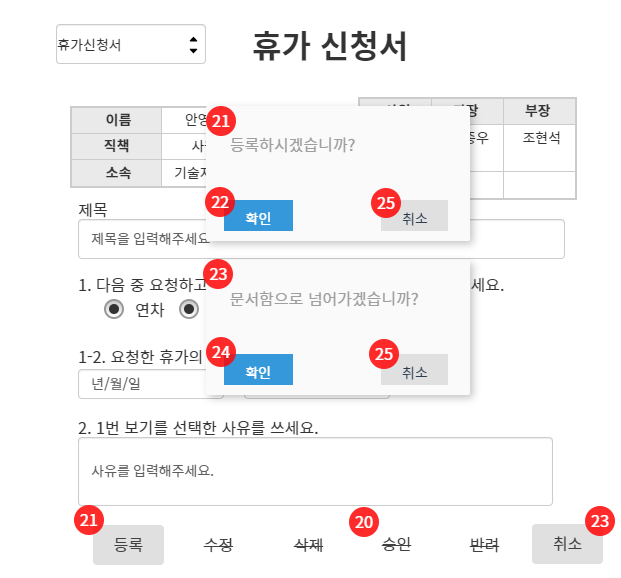 휴가신청서
휴가 신청서
이름
직책
소속
부장
조현석
21
등록하시겠습니까?
22
확인
25
취소
제목
제목을 입력해주세요
23
문서함으로 넘어가겠습니까?
24
확인
25
취소
1. 다음 중 요청하고
세요.
연차
1-2. 요청한 휴가의
년/월/일
2. 1번 보기를 선택한 사유를 쓰세요.
사유를 입력해주세요.
21
등록
수정
삭제
20
승인
반려
23
취소